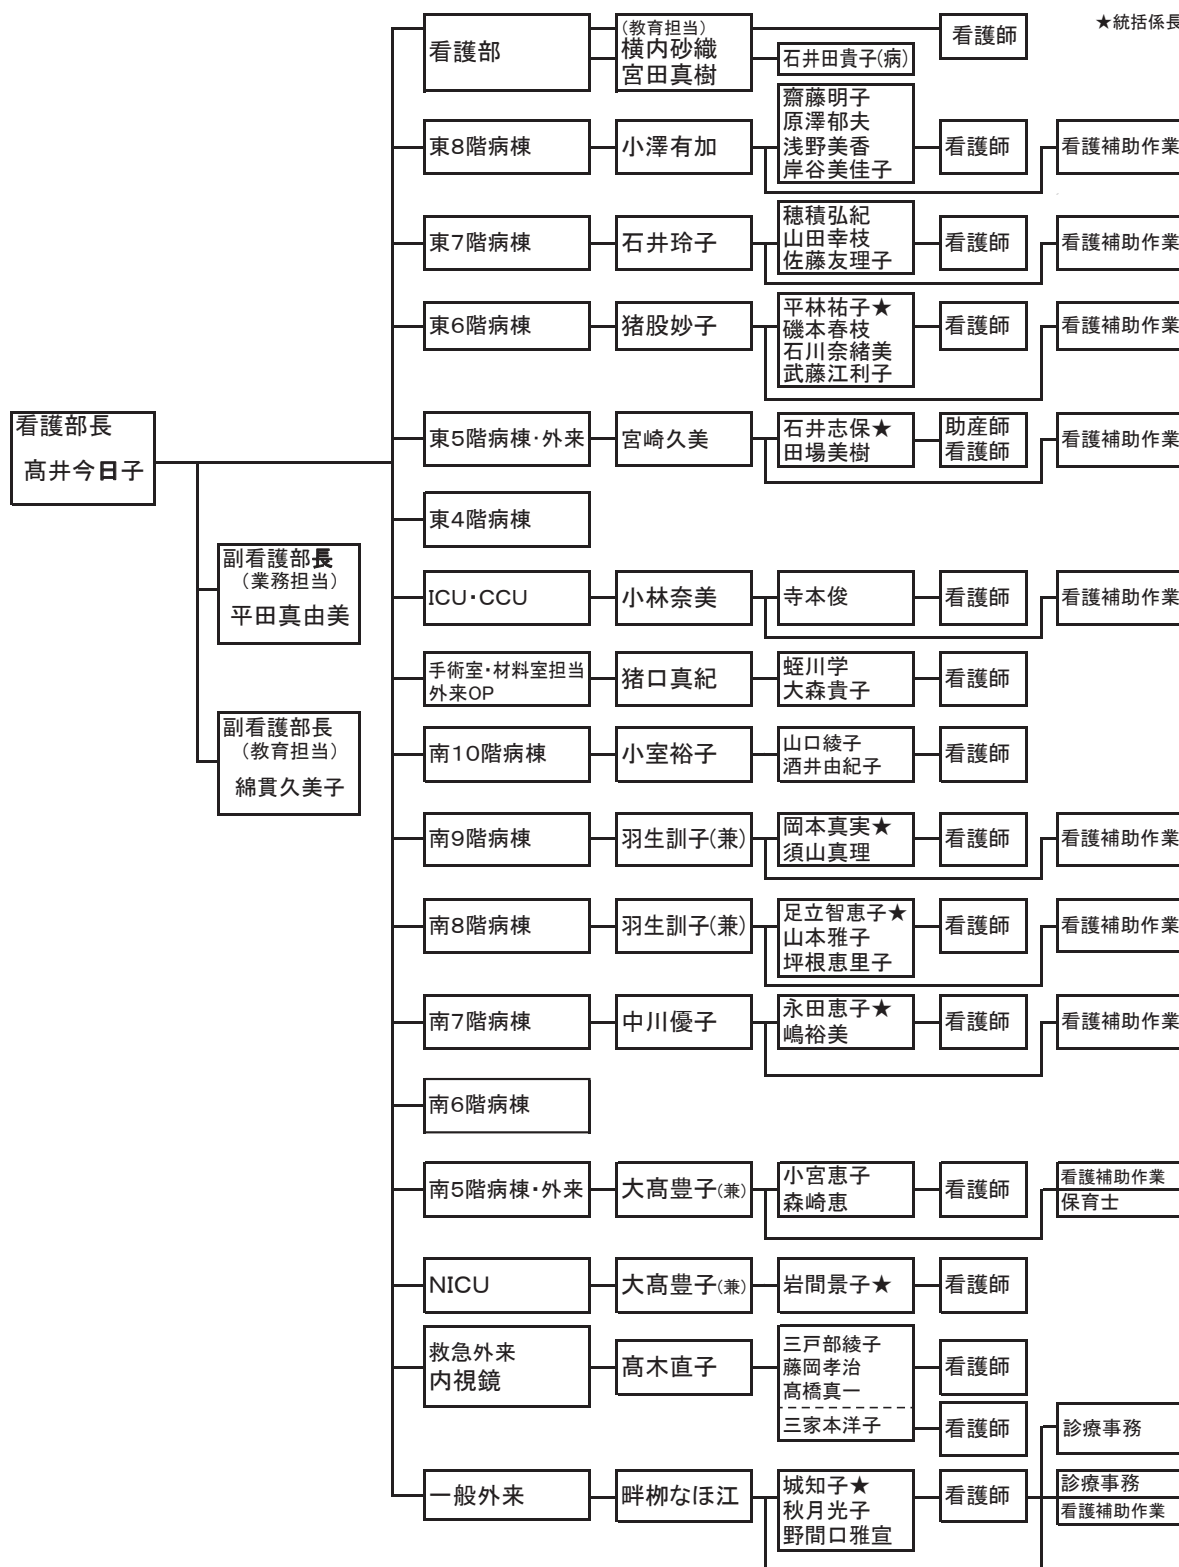 ★統括係長
看護部
(教育担当)
横内砂織
宮田真樹
看護師
石井田貴子(病)
東8階病棟
小澤有加
齋藤明子
原澤郁夫
浅野美香
岸谷美佳子
看護師
看護補助作業
東7階病棟
石井玲子
穂積弘紀
山田幸枝
佐藤友理子
看護師
看護補助作業
東6階病棟
猪股妙子
平林祐子★
磯本春枝
石川奈緒美
武藤江利子
看護師
看護補助作業
看護部長
髙井今日子
東5階病棟・外来
宮崎久美
石井志保★
田場美樹
助産師
看護師
看護補助作業
東4階病棟
副看護部長
（業務担当）
平田真由美
ICU・CCU
小林奈美
寺本俊
看護師
看護補助作業
手術室・材料室担当
外来OP
猪口真紀
蛭川学
大森貴子
看護師
副看護部長
（教育担当）
綿貫久美子
南10階病棟
小室裕子
山口綾子
酒井由紀子
看護師
南9階病棟
羽生訓子(兼)
岡本真実★
須山真理
看護師
看護補助作業
南8階病棟
羽生訓子(兼)
足立智恵子★
山本雅子
坪根恵里子
看護師
看護補助作業
南7階病棟
中川優子
永田恵子★
嶋裕美
看護師
看護補助作業
南6階病棟
南5階病棟・外来
大髙豊子(兼)
小宮恵子
森崎恵
看護師
看護補助作業
保育士
NICU
大髙豊子(兼)
岩間景子★
看護師
救急外来
内視鏡
髙木直子
三戸部綾子
藤岡孝治
髙橋真一
看護師
三家本洋子
看護師
診療事務
一般外来
畔栁なほ江
城知子★
秋月光子
野間口雅宣
看護師
診療事務
看護補助作業